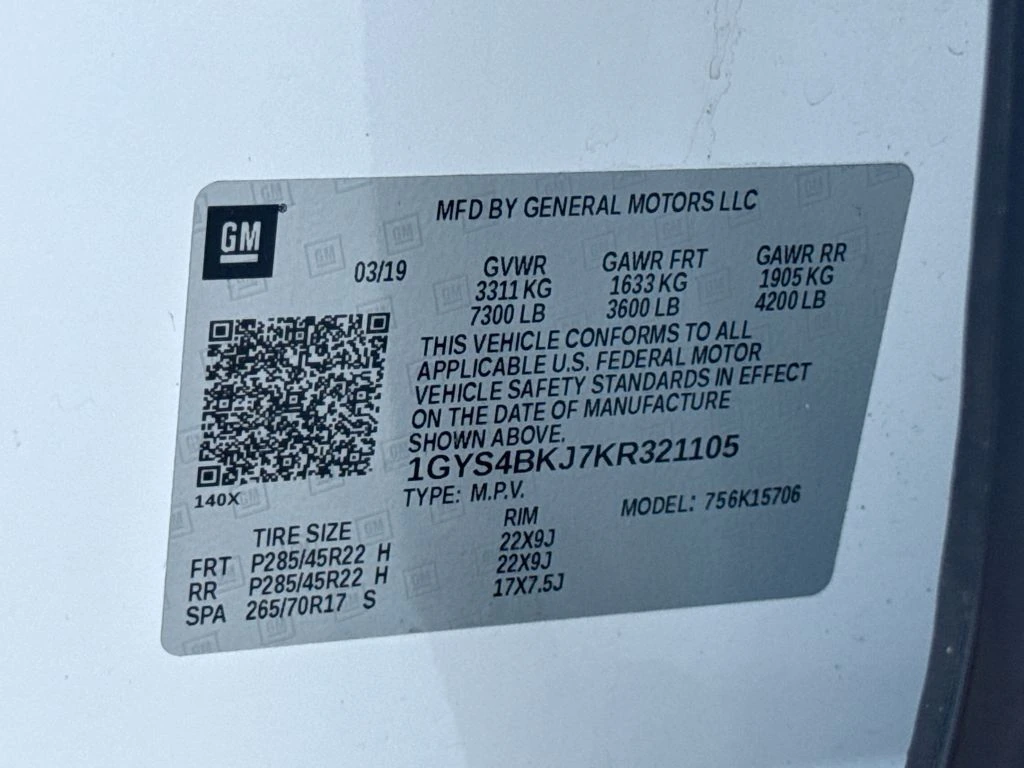 GM
MFD BY GENERAL MOTORS LLC
03/19
GVWR GAWR FRT GAWR RR
3311 KG 1633 KG 1905 KG
7300 LB 3600 LB 4200 LB
THIS VEHICLE CONFORMS TO ALL
APPLICABLE U.S. FEDERAL MOTOR
VEHICLE SAFETY STANDARDS IN EFFECT
ON THE DATE OF MANUFACTURE
SHOWN ABOVE.
1GYS4BKJ7KR321105
140X
TYPE: M.P.V. MODEL: 756K15706
TIRE SIZE RIM
FRT P285/45R22 H 22X9J
RR P285/45R22 H 22X9J
SPA 265/70R17 S 17X7.5J